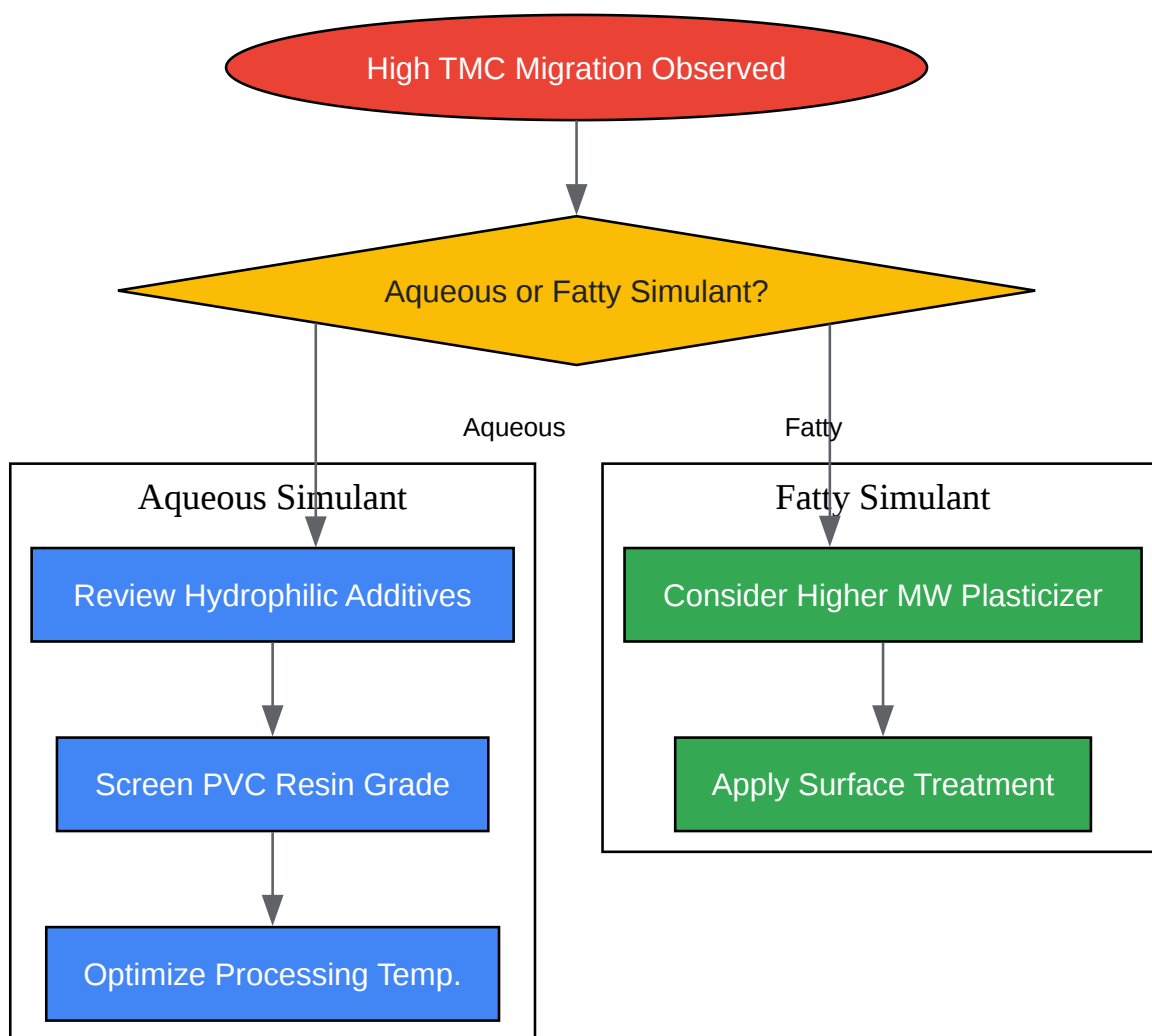 High TMC Migration Observed
Aqueous or Fatty Simulant?
Aqueous
Fatty
Aqueous Simulant
Fatty Simulant
Review Hydrophilic Additives
Consider Higher MW Plasticizer
Screen PVC Resin Grade
Apply Surface Treatment
Optimize Processing Temp.